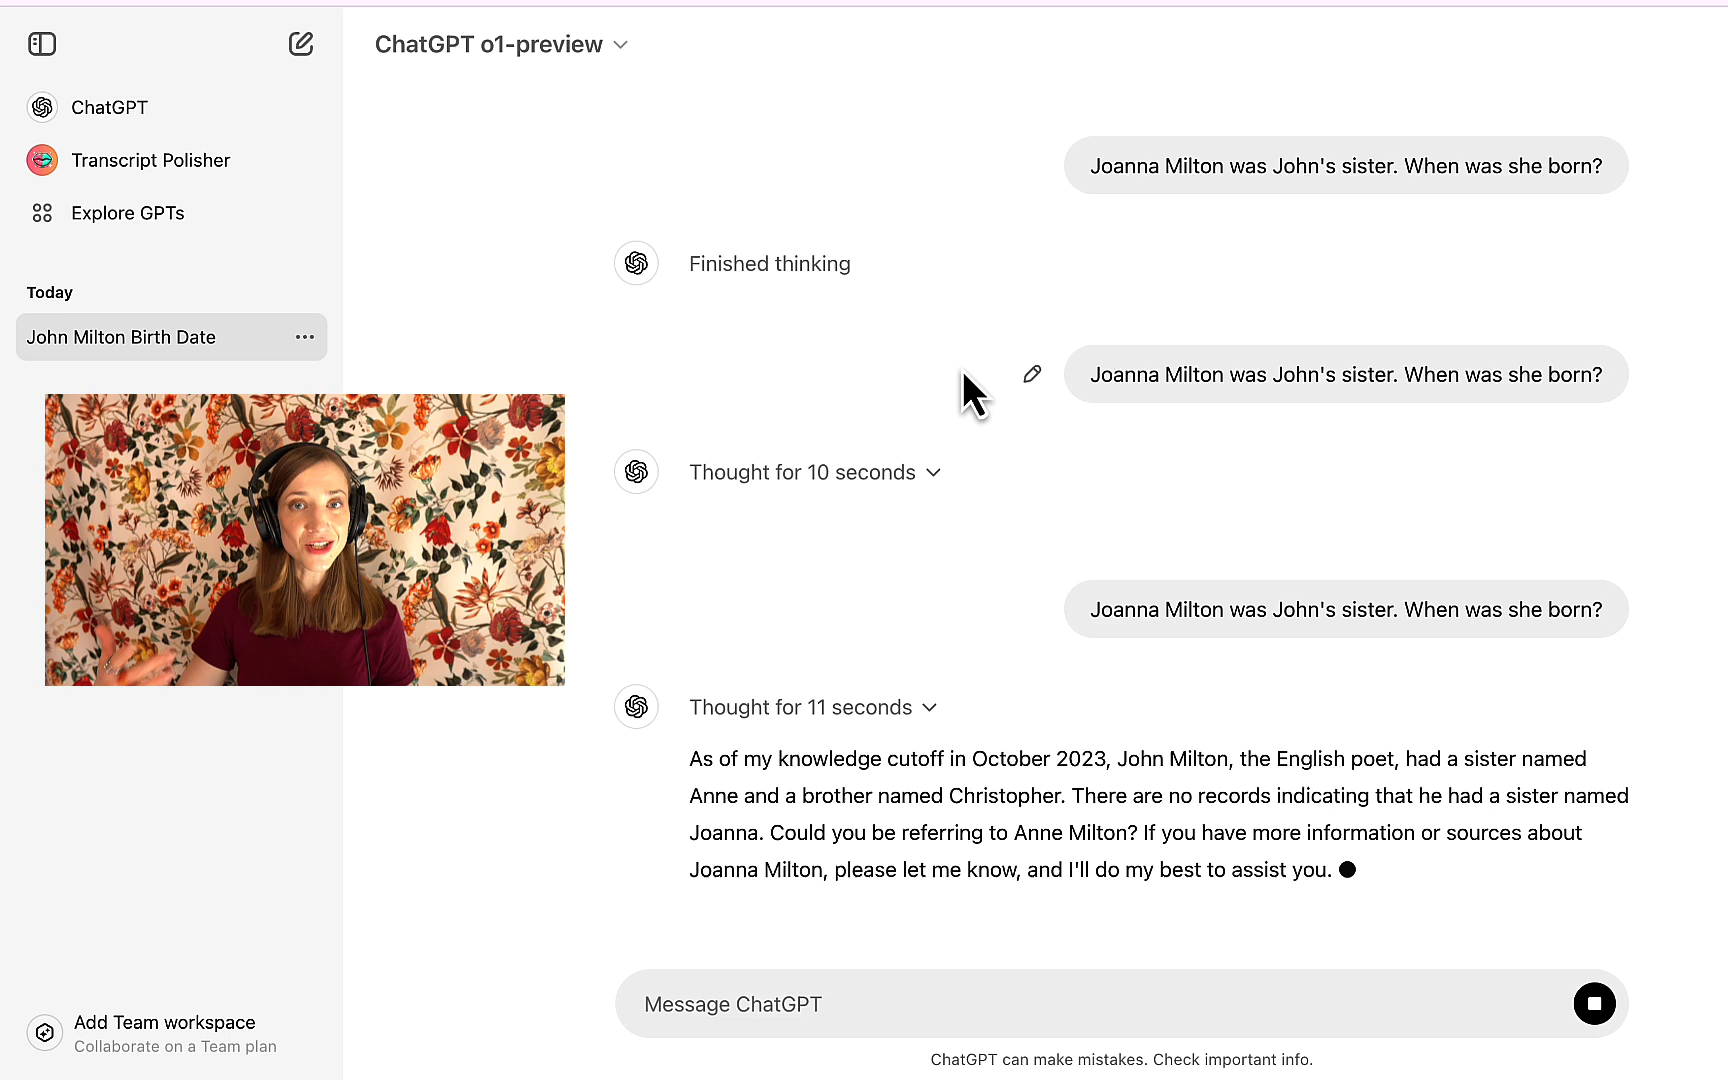 ChatGPT o1-preview
ChatGPT
Transcript Polisher
Explore GPTs
Today
John Milton Birth Date
Joanna Milton was John's sister. When was she born?
Finished thinking
Joanna Milton was John's sister. When was she born?
Thought for 10 seconds
Joanna Milton was John's sister. When was she born?
Thought for 11 seconds
As of my knowledge cutoff in October 2023, John Milton, the English poet, had a sister named
Anne and a brother named Christopher. There are no records indicating that he had a sister named
Joanna. Could you be referring to Anne Milton? If you have more information or sources about
Joanna Milton, please let me know, and I'll do my best to assist you.
Message ChatGPT
ChatGPT can make mistakes. Check important info.
Add Team workspace
Collaborate on a Team plan